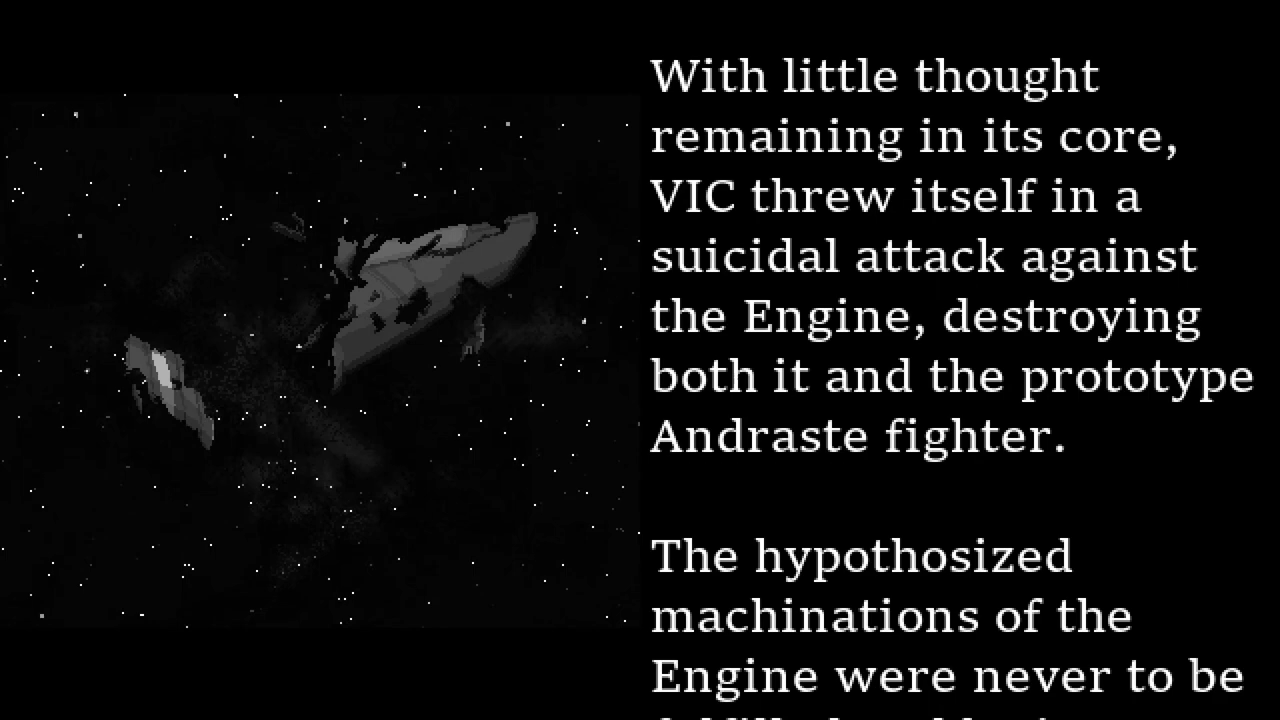 With little thought
remaining in its core,
VIC threw itself in a
suicidal attack against
the Engine, destroying
both it and the prototype
Andraste fighter.
The hypothosized
machinations of the
Engine were never to be